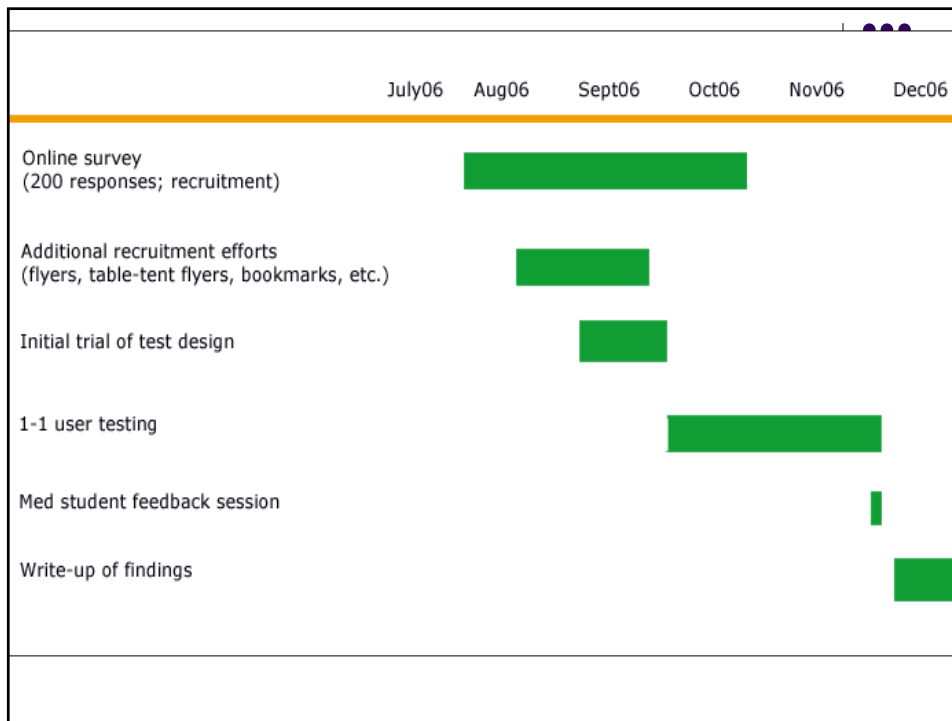 July06 Aug06 Sept06 Oct06 Nov06 Dec06
Online survey
(200 responses; recruitment)
Additional recruitment efforts
(flyers, table-tent flyers, bookmarks, etc.)
Initial trial of test design
1-1 user testing
Med student feedback session
Write-up of findings